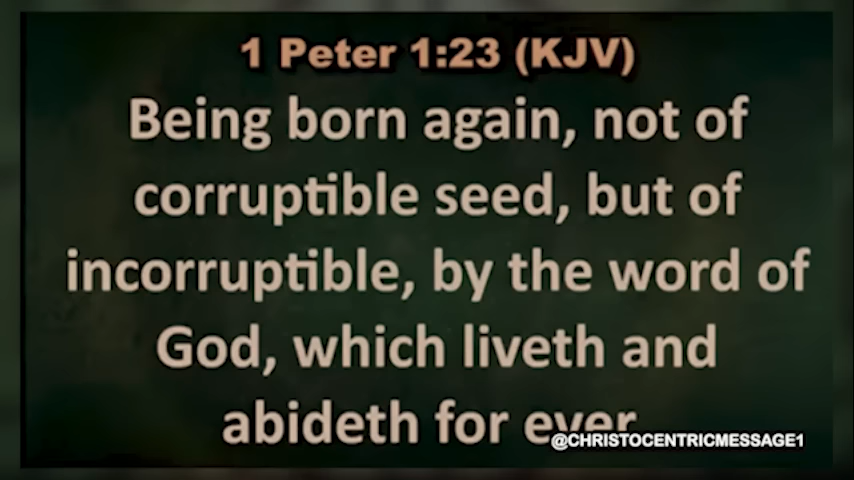 1 Peter 1:23 (KJV)
Being born again, not of
corruptible seed, but of
incorruptible, by the word of
God, which liveth and
abideth for ever
@CHRISTOCENTRICMESSAGE1